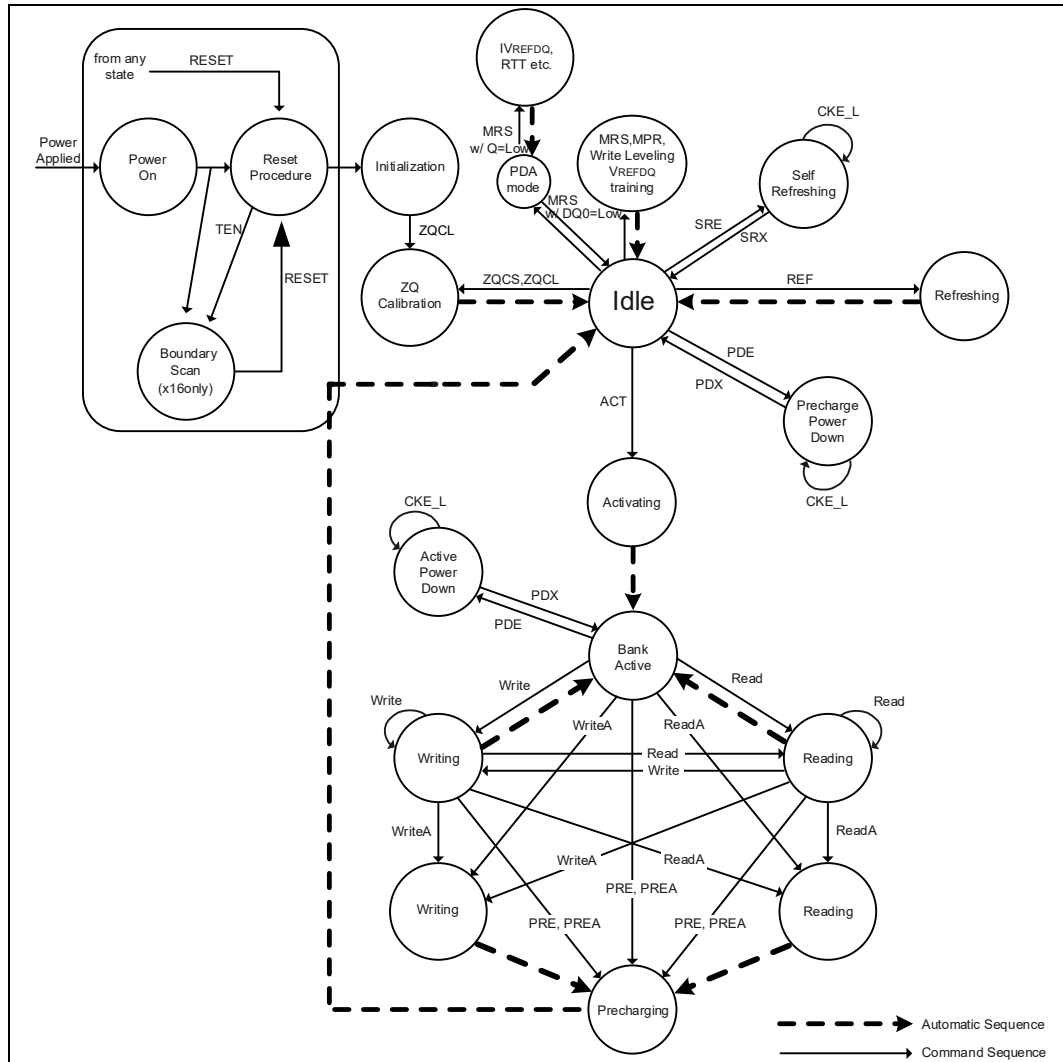 from any
state
RESET
Power
Applied
Power
On
Reset
Procedure
TEN
RESET
Boundary
Scan
(x16only)
Initialization
ZQCL
ZQ
Calibration
IVREFDQ,
RTT etc.
MRS
w/ Q=Low
PDA
mode
MRS
w/ DQ0=Low
MRS,MPR,
Write Leveling
VREFDQ
training
CKE_L
Self
Refreshing
SRE
SRX
ZQCS,ZQCL
Idle
REF
Refreshing
PDE
PDX
Precharge
Power
Down
CKE_L
ACT
Activating
CKE_L
Active
Power
Down
PDX
PDE
Bank
Active
Write
Read
Write
WriteA
ReadA
Read
Writing
Read
Write
Reading
WriteA
WriteA
ReadA
ReadA
Writing
PRE, PREA
Reading
PRE, PREA
PRE, PREA
Precharging
Automatic Sequence
Command Sequence